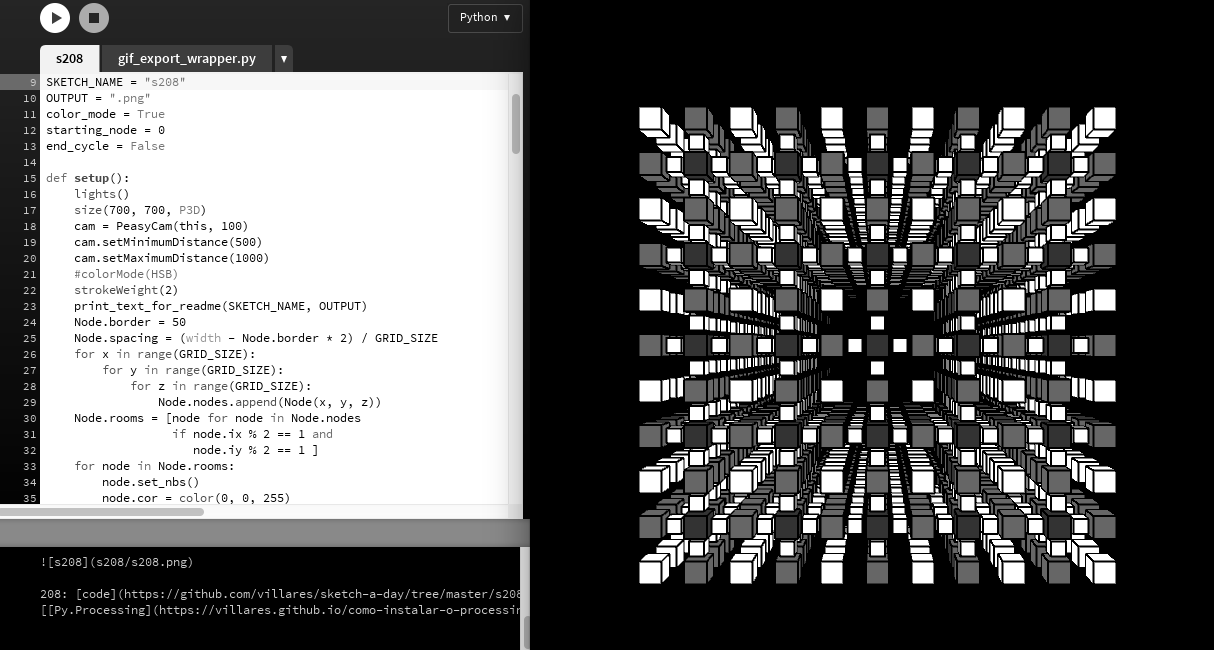 Python ▾
s208 gif_export_wrapper.py ▾
9 SKETCH_NAME = "s208"
10 OUTPUT = ".png"
11 color_mode = True
12 starting_node = 0
13 end_cycle = False
14
15 def setup():
16     lights()
17     size(700, 700, P3D)
18     cam = PeasyCam(this, 100)
19     cam.setMinimumDistance(500)
20     cam.setMaximumDistance(1000)
21     #colorMode(HSB)
22     strokeWeight(2)
23     print_text_for_readme(SKETCH_NAME, OUTPUT)
24     Node.border = 50
25     Node.spacing = (width - Node.border * 2) / GRID_SIZE
26     for x in range(GRID_SIZE):
27         for y in range(GRID_SIZE):
28             for z in range(GRID_SIZE):
29                 Node.nodes.append(Node(x, y, z))
30     Node.rooms = [node for node in Node.nodes
31                   if node.ix % 2 == 1 and
32                      node.iy % 2 == 1 ]
33     for node in Node.rooms:
34         node.set_nbs()
35         node.cor = color(0, 0, 255)
![s208](s208/s208.png)
208: [code](https://github.com/villares/sketch-a-day/tree/master/s208
[[Py.Processing](https://villares.github.io/como-instalar-o-processin